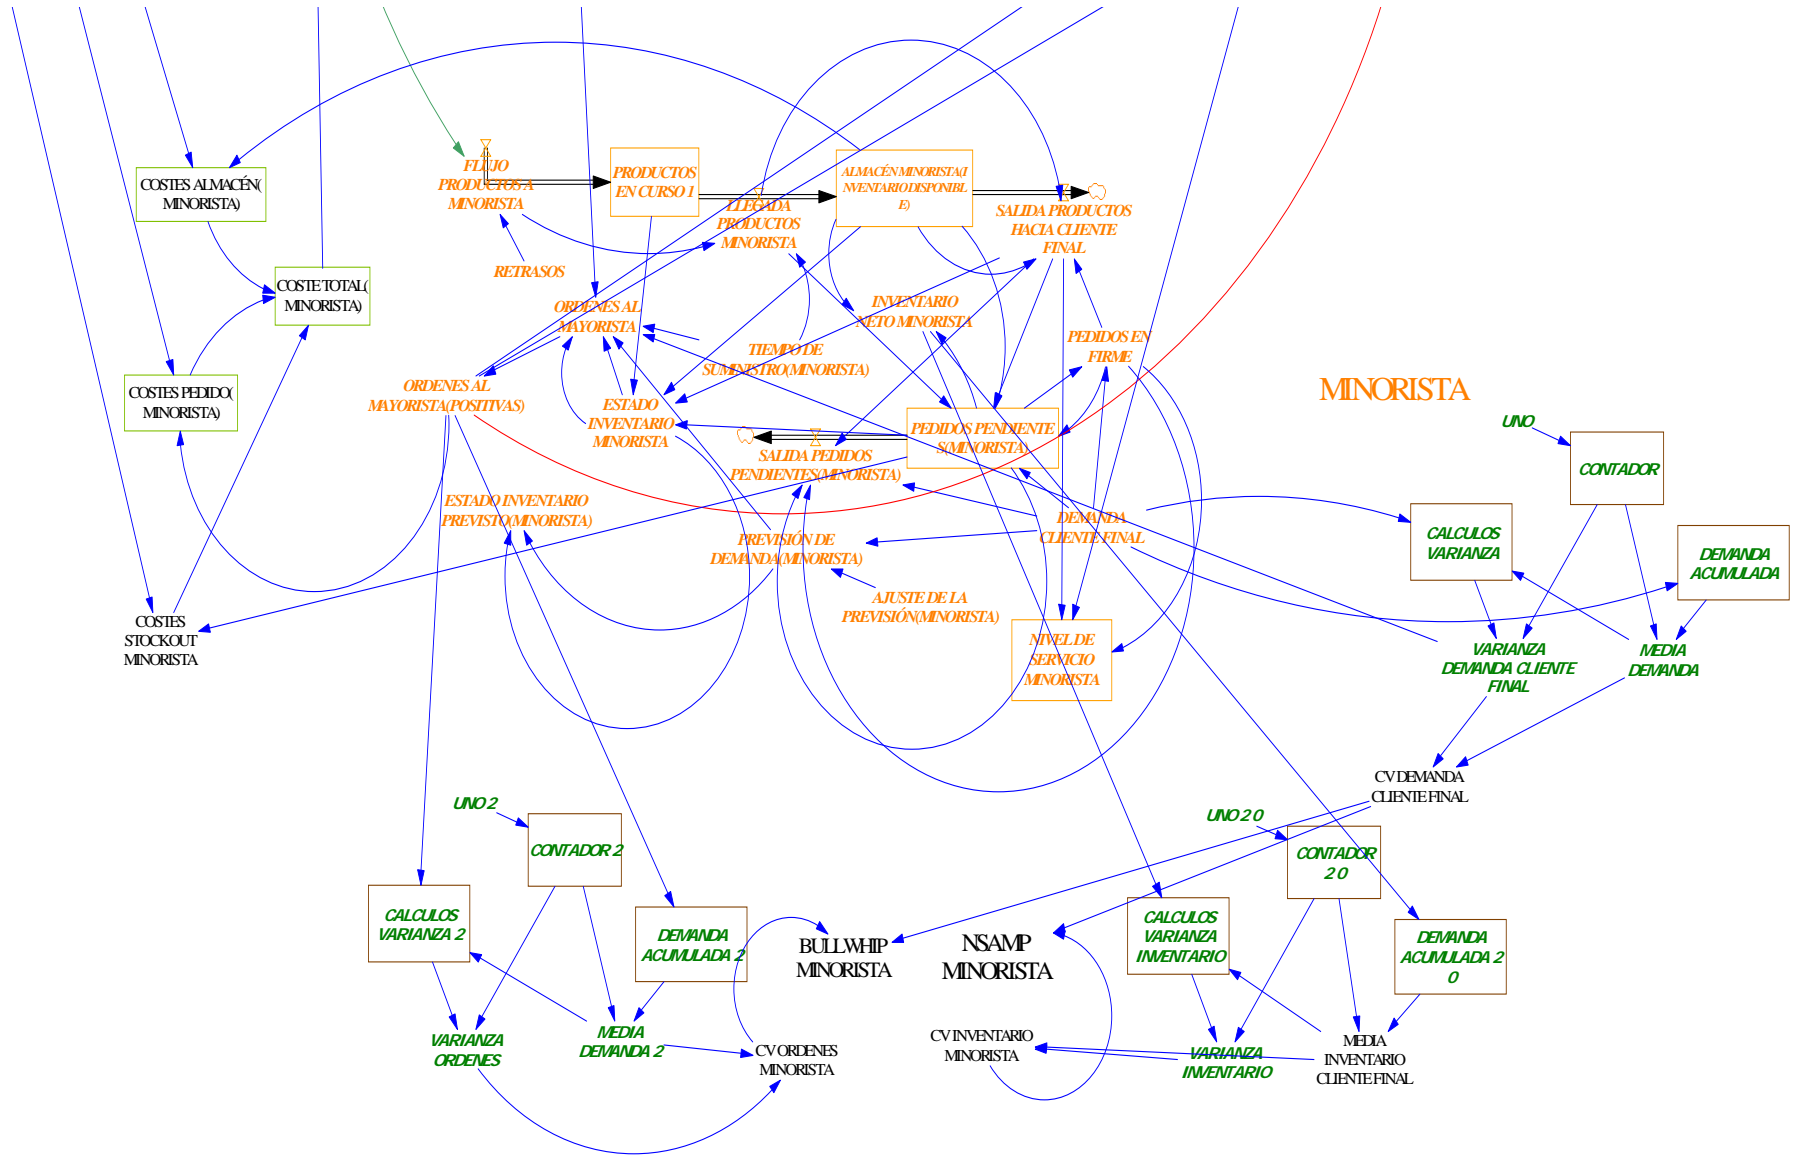 FLUJO
PRODUCTOS A
MINORISTA
PRODUCTOS
EN CURSO 1
ALMACÉN MINORISTA(I
NVENTARIO DISPONIBL
E)
COSTES ALMACÉN(
MINORISTA)
LLEGADA
PRODUCTOS
MINORISTA
SALIDA PRODUCTOS
HACIA CLIENTE
FINAL
RETRASOS
COSTE TOTAL(
MINORISTA)
ORDENES AL
MAYORISTA
INVENTARIO
NETO MINORISTA
TIEMPO DE
SUMINISTRO(MINORISTA)
PEDIDOS EN
FIRME
MINORISTA
COSTES PEDIDO(
MINORISTA)
ORDENES AL
MAYORISTA(POSITIVAS)
ESTADO
INVENTARIO
MINORISTA
PEDIDOS PENDIENTE
S(MINORISTA)
UNO
CONTADOR
SALIDA PEDIDOS
PENDIENTES(MINORISTA)
ESTADO INVENTARIO
PREVISTO(MINORISTA)
DEMANDA
CLIENTE FINAL
CALCULOS
VARIANZA
DEMANDA
ACUMULADA
PREVISIÓN DE
DEMANDA(MINORISTA)
AJUSTE DE LA
PREVISIÓN(MINORISTA)
COSTES
STOCKOUT
MINORISTA
NIVEL DE
SERVICIO
MINORISTA
VARIANZA
DEMANDA CLIENTE
FINAL
MEDIA
DEMANDA
CV DEMANDA
CLIENTE FINAL
UNO 2
CONTADOR 2
UNO 2 0
CONTADOR
2 0
CALCULOS
VARIANZA 2
DEMANDA
ACUMULADA 2
BULLWHIP
MINORISTA
NSAMP
MINORISTA
CALCULOS
VARIANZA
INVENTARIO
DEMANDA
ACUMULADA 2
0
VARIANZA
ORDENES
MEDIA
DEMANDA 2
CV ORDENES
MINORISTA
CV INVENTARIO
MINORISTA
VARIANZA
INVENTARIO
MEDIA
INVENTARIO
CLIENTE FINAL